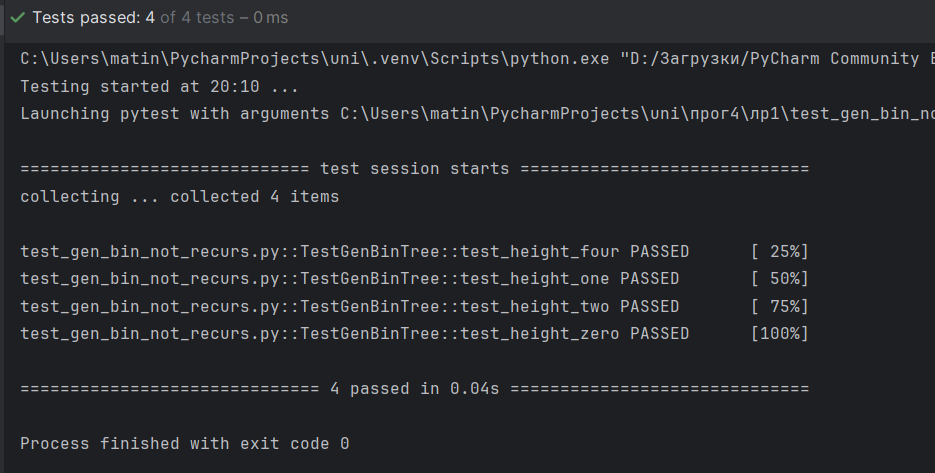 Tests passed: 4 of 4 tests – 0 ms
C:\Users\matin\PycharmProjects\uni\.venv\Scripts\python.exe "D:/Загрузки/PyCharm Community
Testing started at 20:10 ...
Launching pytest with arguments C:\Users\matin\PycharmProjects\uni\прог4\лр1\test_gen_bin_no
============================= test session starts =============================
collecting ... collected 4 items
test_gen_bin_not_recurs.py::TestGenBinTree::test_height_four PASSED [ 25%]
test_gen_bin_not_recurs.py::TestGenBinTree::test_height_one PASSED [ 50%]
test_gen_bin_not_recurs.py::TestGenBinTree::test_height_two PASSED [ 75%]
test_gen_bin_not_recurs.py::TestGenBinTree::test_height_zero PASSED [100%]
============================== 4 passed in 0.04s ==============================
Process finished with exit code 0